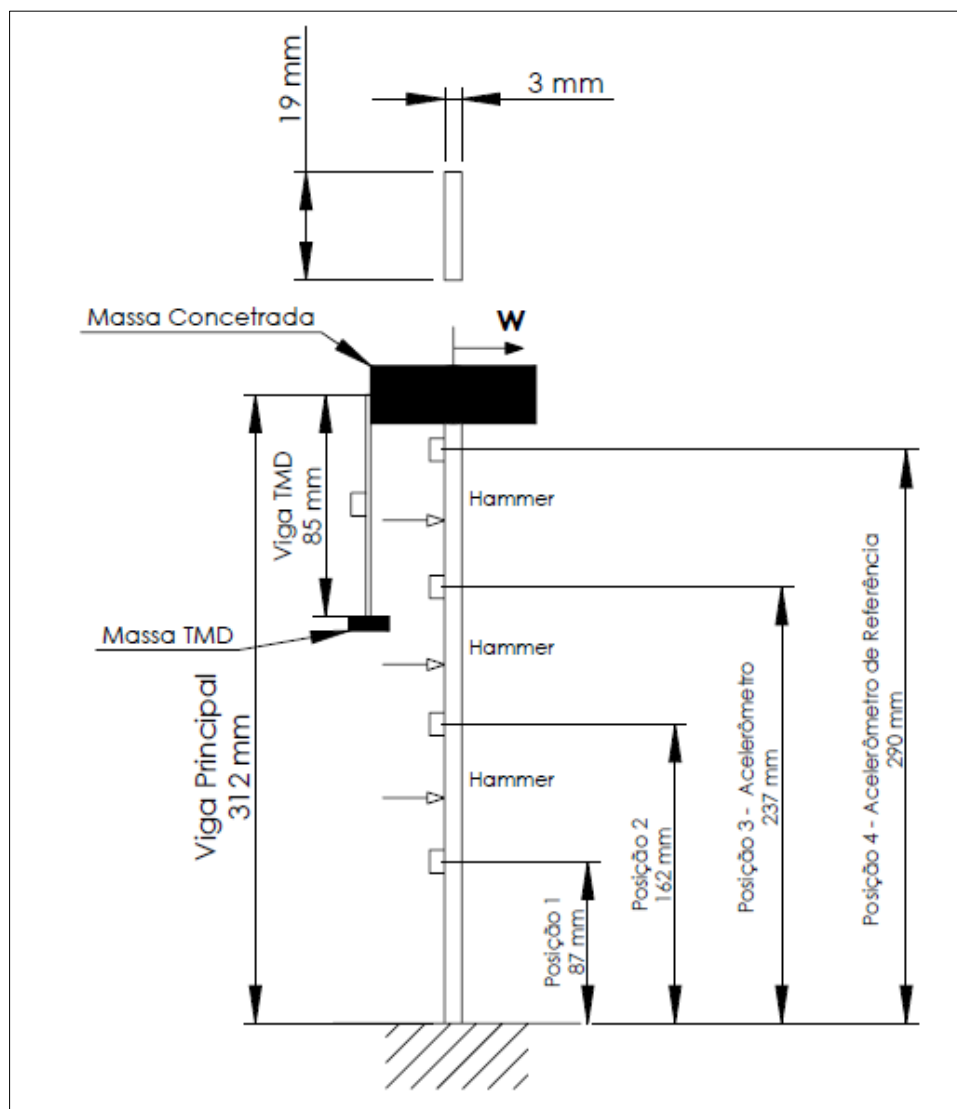 19 mm
3 mm
Massa Concetrada
W
Viga TMD
85 mm
Hammer
Massa TMD
Hammer
Viga Principal
312 mm
Hammer
Posição 1
87 mm
Posição 2
162 mm
Posição 3 - Acelerômetro
237 mm
Posição 4 - Acelerômetro de Referência
290 mm